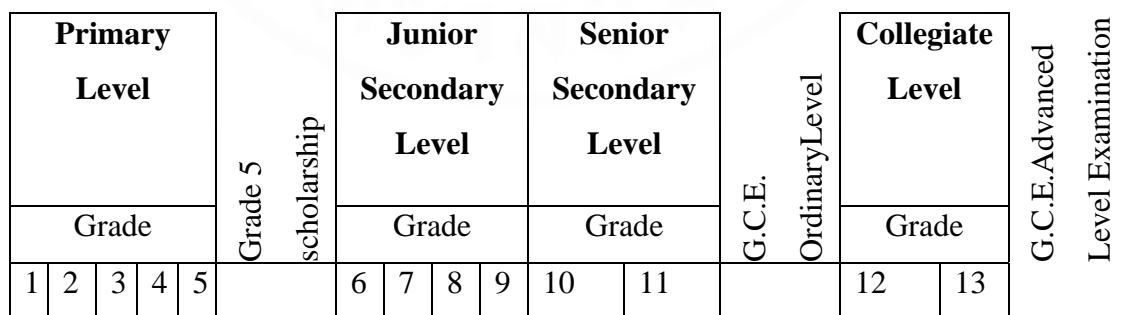 Primary
Level
Grade
1 2 3 4 5
Grade 5
scholarship
Junior
Secondary
Level
Grade
6 7 8 9
Senior
Secondary
Level
Grade
10 11
G.C.E.
OrdinaryLevel
Collegiate
Level
Grade
12 13
G.C.E.Advanced
Level Examination